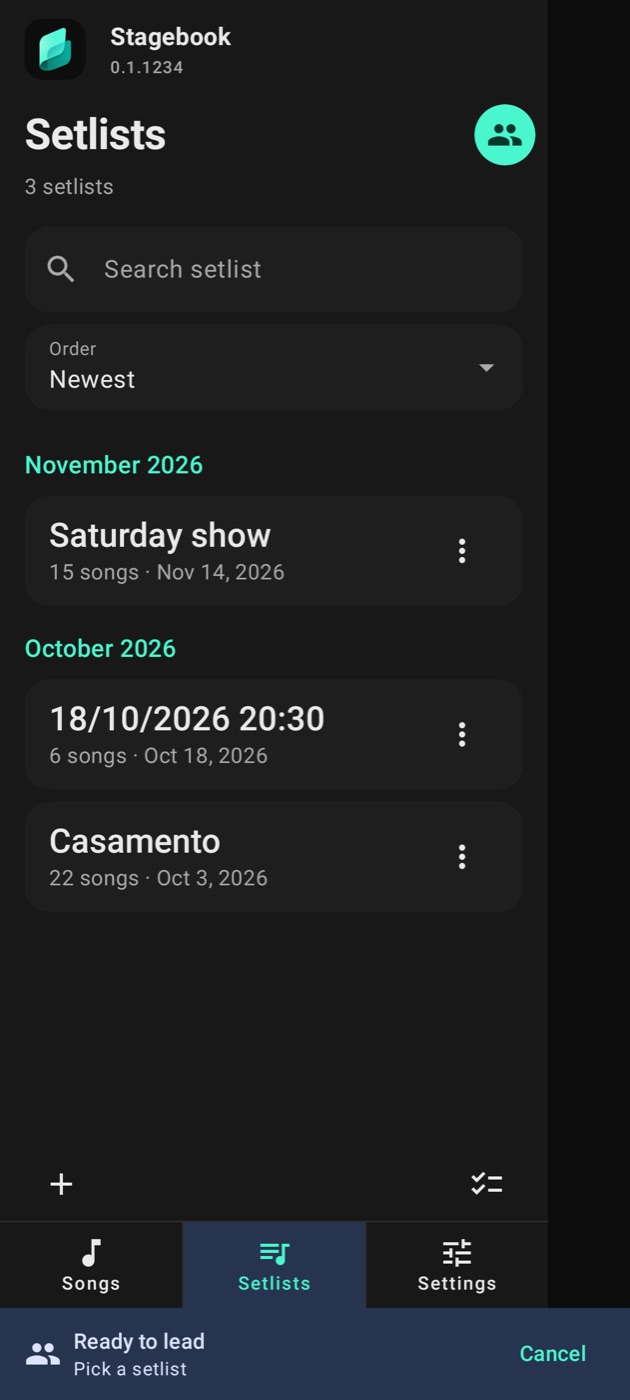 Stagebook
0.1.1234
Setlists
3 setlists
Search setlist
Order
Newest
November 2026
Saturday show
15 songs · Nov 14, 2026
October 2026
18/10/2026 20:30
6 songs · Oct 18, 2026
Casamento
22 songs · Oct 3, 2026
Songs
Setlists
Settings
Ready to lead
Pick a setlist
Cancel